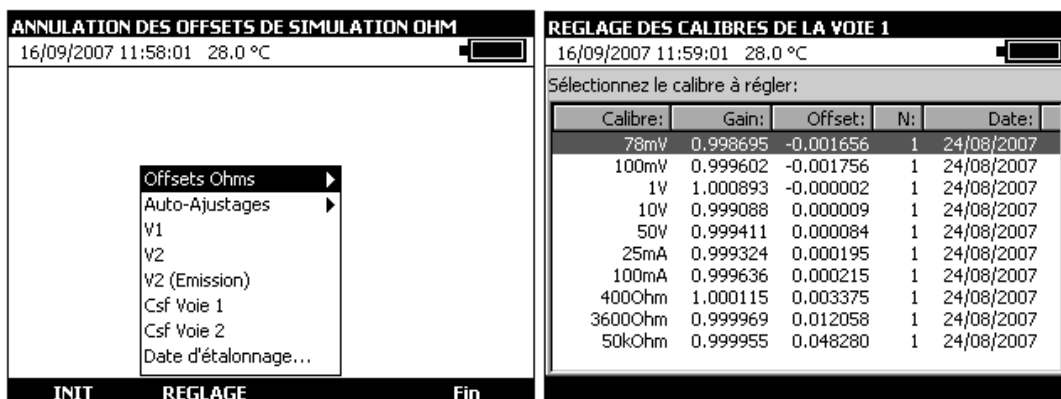 ANNULATION DES OFFSETS DE SIMULATION OHM
16/09/2007 11:58:01 28.0 °C
Offsets Ohms
Auto-Ajustages
V1
V2
V2 (Emission)
Csf Voie 1
Csf Voie 2
Date d'étalonnage...
INIT REGLAGE Fin
REGLAGE DES CALIBRES DE LA VOIE 1
16/09/2007 11:59:01 28.0 °C
Sélectionnez le calibre à régler:
Calibre: Gain: Offset: N: Date:
78mV 0.998695 -0.001656 1 24/08/2007
100mV 0.999602 -0.001756 1 24/08/2007
1V 1.000893 -0.000002 1 24/08/2007
10V 0.999088 0.000009 1 24/08/2007
50V 0.999411 0.000084 1 24/08/2007
25mA 0.999324 0.000195 1 24/08/2007
100mA 0.999636 0.000215 1 24/08/2007
400Ohm 1.000115 0.003375 1 24/08/2007
3600Ohm 0.999969 0.012058 1 24/08/2007
50kOhm 0.999955 0.048280 1 24/08/2007